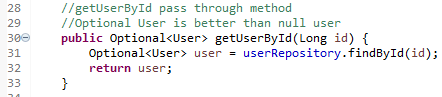 28 //getUserById pass through method
29 //Optional User is better than null user
30 public Optional<User> getUserById(Long id) {
31 Optional<User> user = userRepository.findById(id);
32 return user;
33 }